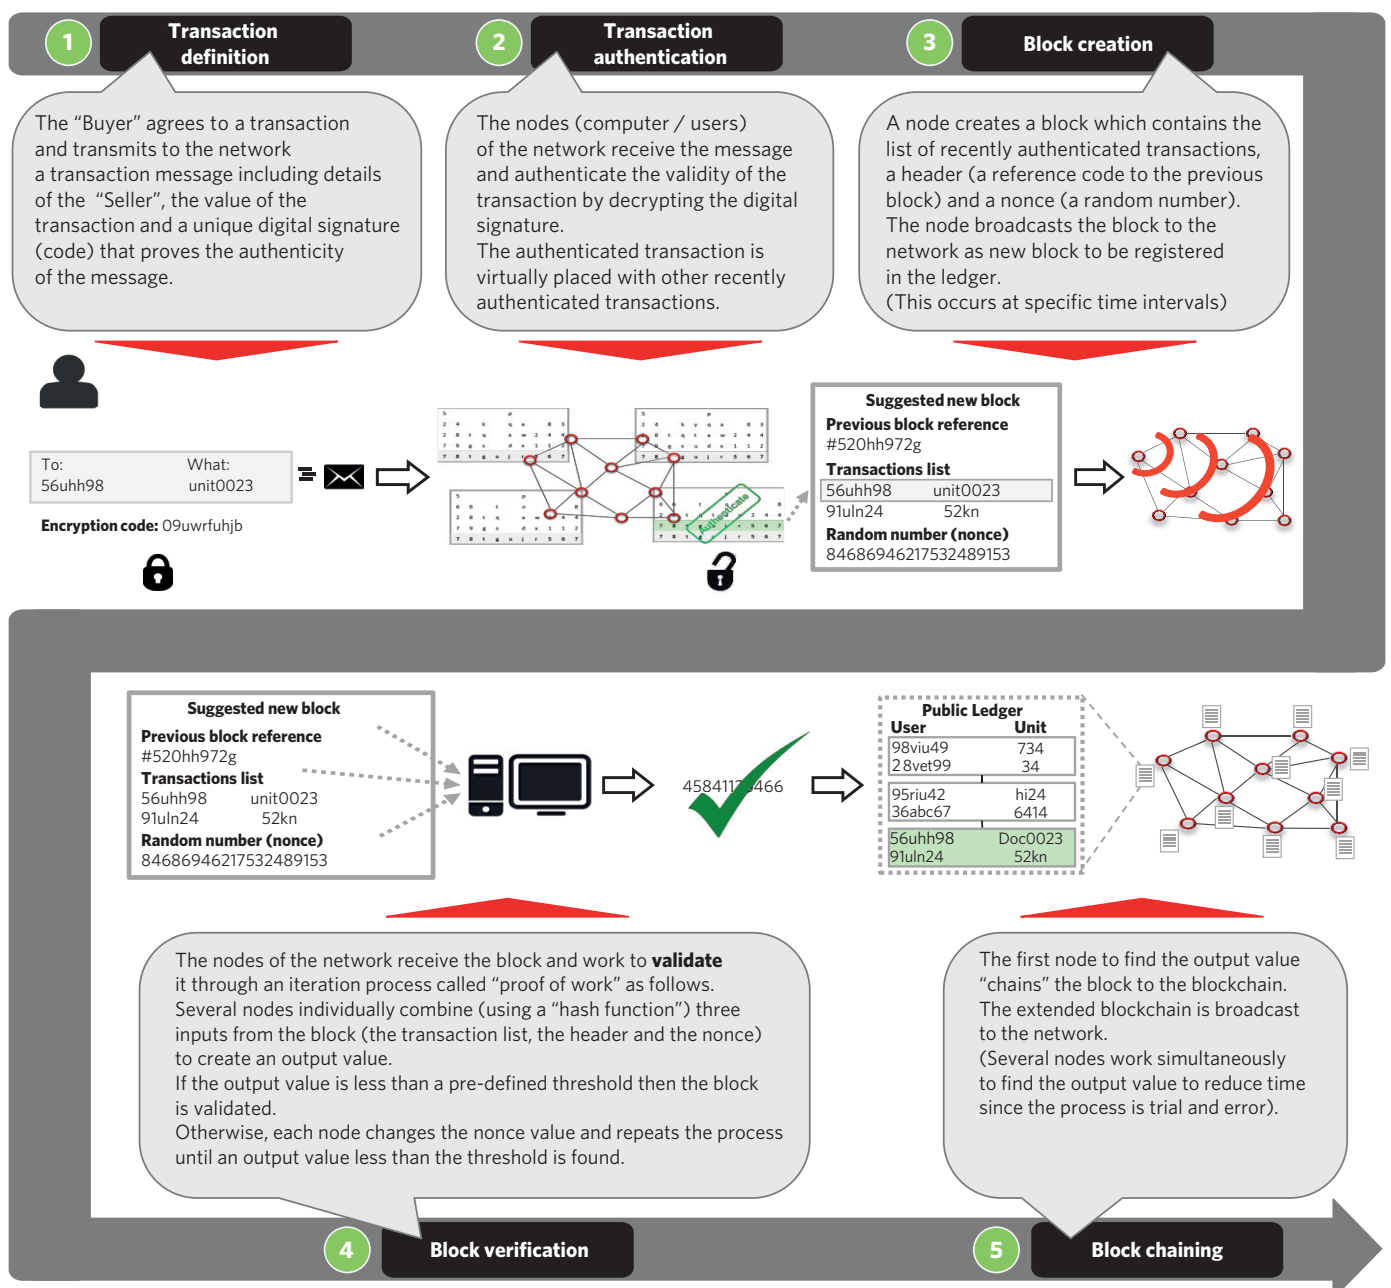 1
Transaction
definition
2
Transaction
authentication
3
Block creation
The “Buyer” agrees to a transaction
and transmits to the network
a transaction message including details
of the “Seller”, the value of the
transaction and a unique digital signature
(code) that proves the authenticity
of the message.
The nodes (computer / users)
of the network receive the message
and authenticate the validity of the
transaction by decrypting the digital
signature.
The authenticated transaction is
virtually placed with other recently
authenticated transactions.
A node creates a block which contains the
list of recently authenticated transactions,
a header (a reference code to the previous
block) and a nonce (a random number).
The node broadcasts the block to the
network as new block to be registered
in the ledger.
(This occurs at specific time intervals)
To: What:
56uhh98 unit0023
Encryption code: 09uwrfuhjb
Authenticate
Suggested new block
Previous block reference
#520hh972g
Transactions list
56uhh98 unit0023
91uln24 52kn
Random number (nonce)
84686946217532489153
Suggested new block
Previous block reference
#520hh972g
Transactions list
56uhh98 unit0023
91uln24 52kn
Random number (nonce)
84686946217532489153
Public Ledger
User Unit
98viu49 734
28vet99 34
95riu42 hi24
36abc67 6414
56uhh98 Doc0023
91uln24 52kn
The nodes of the network receive the block and work to validate
it through an iteration process called “proof of work” as follows.
Several nodes individually combine (using a “hash function”) three
inputs from the block (the transaction list, the header and the nonce)
to create an output value.
If the output value is less than a pre-defined threshold then the block
is validated.
Otherwise, each node changes the nonce value and repeats the process
until an output value less than the threshold is found.
The first node to find the output value
“chains” the block to the blockchain.
The extended blockchain is broadcast
to the network.
(Several nodes work simultaneously
to find the output value to reduce time
since the process is trial and error).
4
Block verification
5
Block chaining